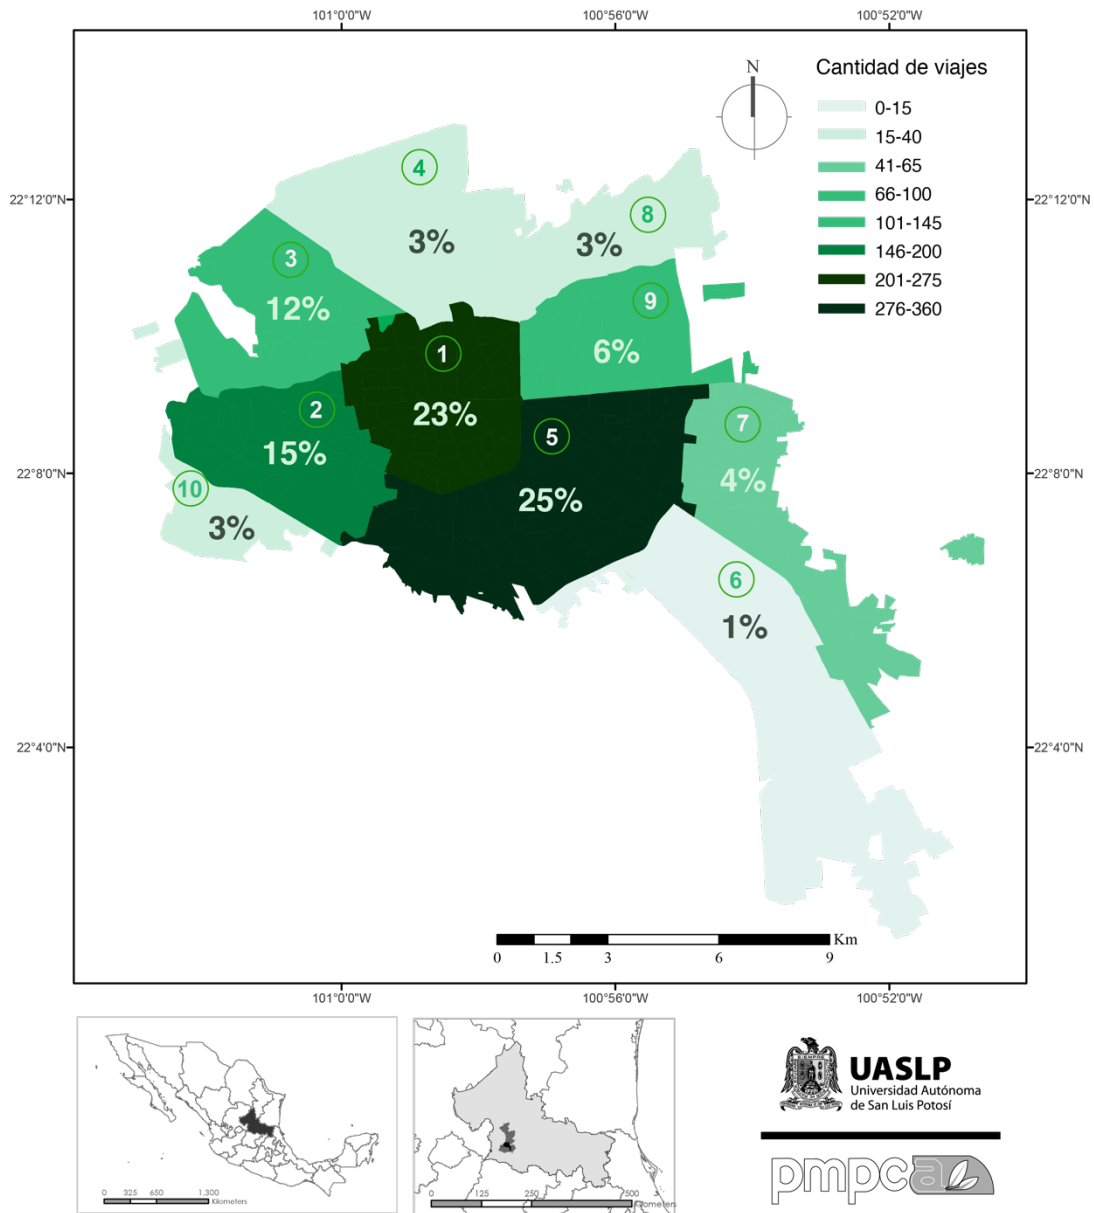 101°0'0"W
100°56'0"W
100°52'0"W
N
Cantidad de viajes
0-15
15-40
41-65
66-100
101-145
146-200
201-275
276-360
22°12'0"N
22°12'0"N
4
3%
8
3%
3
12%
9
6%
1
23%
2
15%
5
25%
7
4%
22°8'0"N
22°8'0"N
10
3%
6
1%
22°4'0"N
22°4'0"N
Km
0 1.5 3 6 9
101°0'0"W
100°56'0"W
100°52'0"W
0 325 650 1,300
Kilometers
0 125 250 500
Kilometers
SIEMPRE
UASLP
Universidad Autónoma
de San Luis Potosí
pmpca